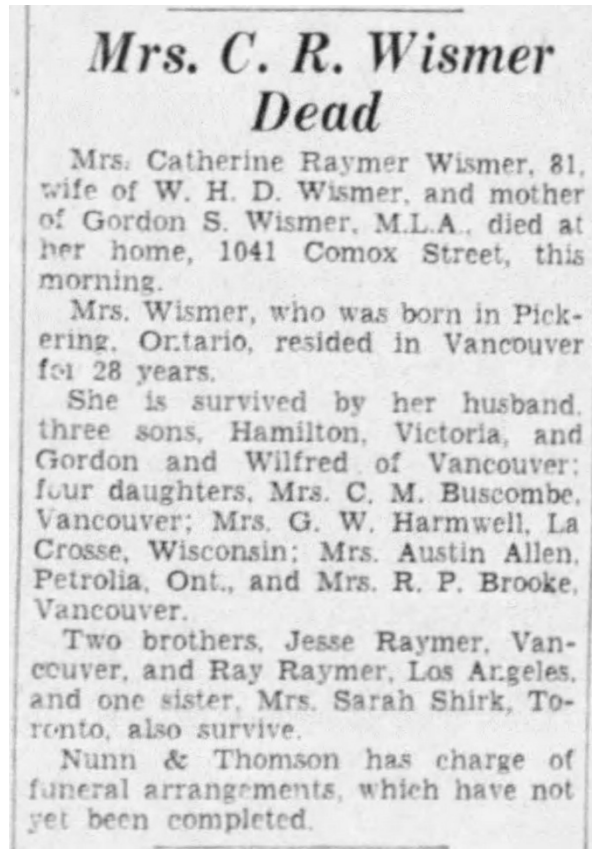 Mrs. C. R. Wismer
Dead
Mrs. Catherine Raymer Wismer, 81,
wife of W. H. D. Wismer, and mother
of Gordon S. Wismer, M.L.A., died at
her home, 1041 Comox Street, this
morning.
Mrs. Wismer, who was born in Pick-
ering, Ontario, resided in Vancouver
for 28 years.
She is survived by her husband,
three sons, Hamilton, Victoria, and
Gordon and Wilfred of Vancouver;
four daughters, Mrs. C. M. Buscombe,
Vancouver; Mrs. G. W. Harmwell, La
Crosse, Wisconsin; Mrs. Austin Allen,
Petrolia, Ont., and Mrs. R. P. Brooke,
Vancouver.
Two brothers, Jesse Raymer, Van-
couver, and Ray Raymer, Los Angeles,
and one sister, Mrs. Sarah Shirk, To-
ronto, also survive.
Nunn & Thomson has charge of
funeral arrangements, which have not
yet been completed.